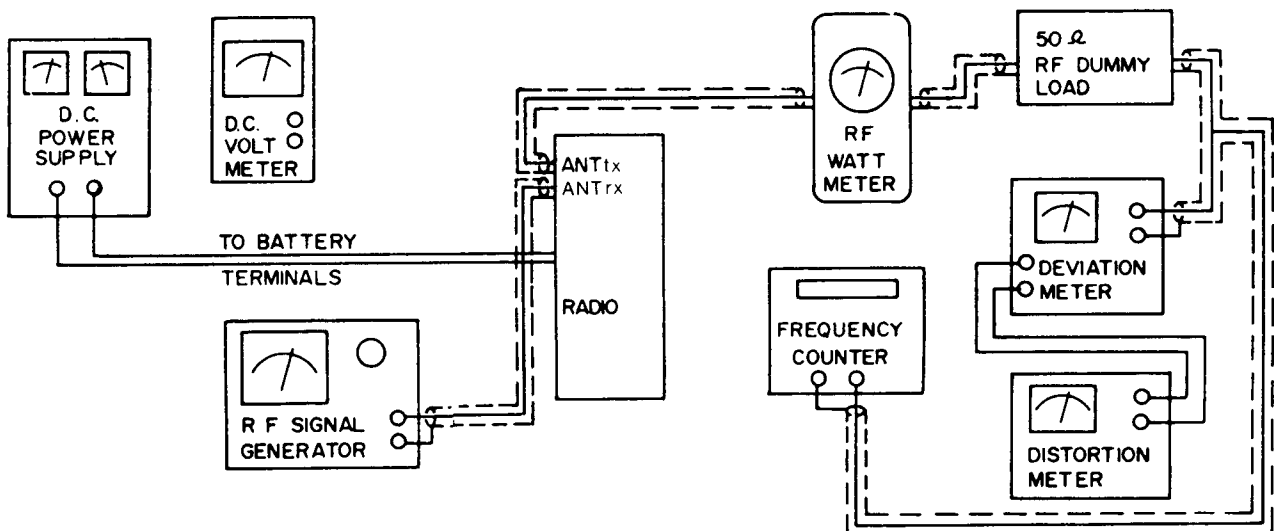 D.C.
POWER
SUPPLY
D.C.
VOLT
METER
ANTtx
ANTrx
TO BATTERY
TERMINALS
RADIO
R F SIGNAL
GENERATOR
RF
WATT
METER
50Ω
RF DUMMY
LOAD
DEVIATION
METER
FREQUENCY
COUNTER
DISTORTION
METER